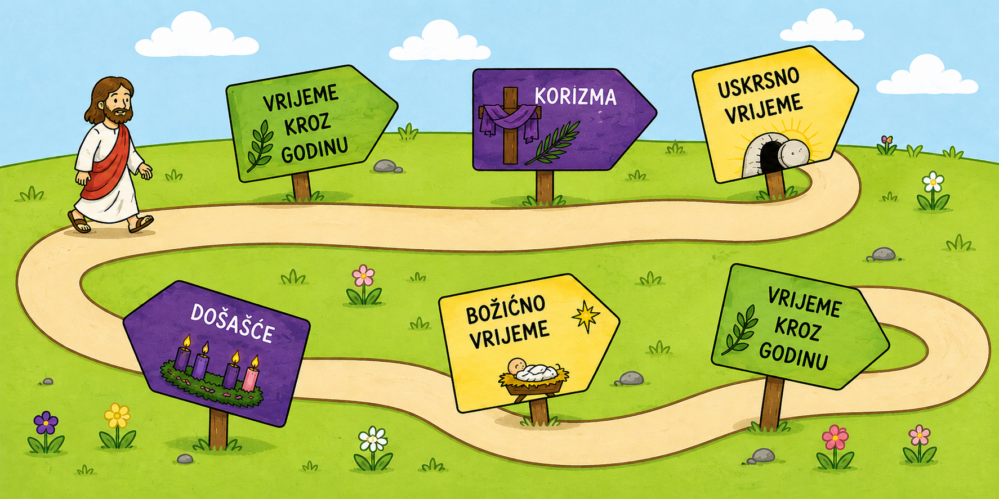 VRIJEME
KROZ
GODINU
KORIZMA
USKRSNO
VRIJEME
DOŠAŠĆE
BOŽIĆNO
VRIJEME
VRIJEME
KROZ
GODINU